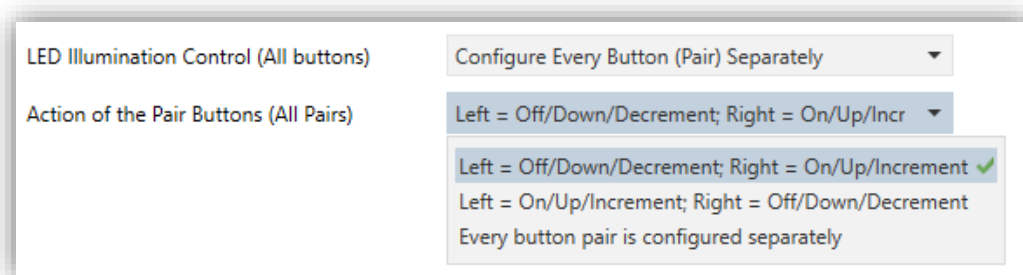 LED Illumination Control (All buttons)
Configure Every Button (Pair) Separately
Action of the Pair Buttons (All Pairs)
Left = Off/Down/Decrement; Right = On/Up/Incr
Left = Off/Down/Decrement; Right = On/Up/Increment
Left = On/Up/Increment; Right = Off/Down/Decrement
Every button pair is configured separately